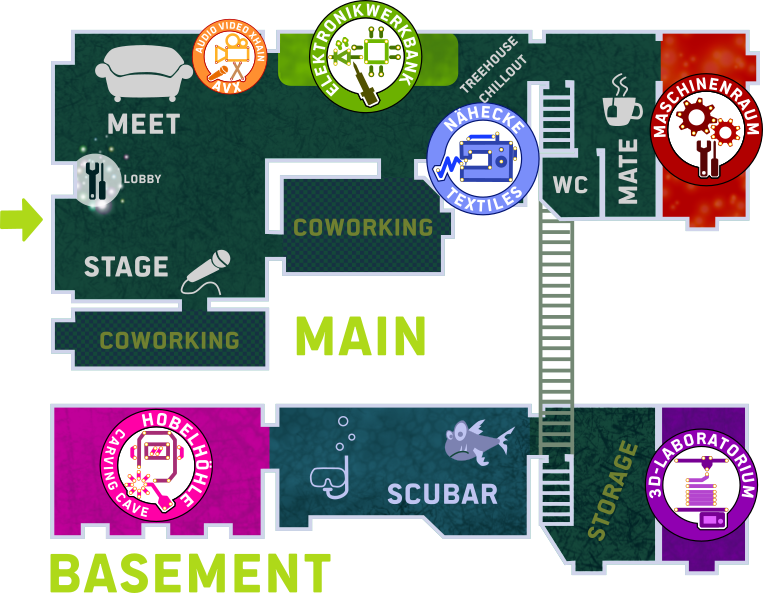 AUDIO VIDEO XHAIN
AVX
ELEKTRONIKWERKBANK
TREEHOUSE
CHILLOUT
MEET
NÄHECKE
TEXTILES
MASCHINENRAUM
LOBBY
WC
MATE
COWORKING
STAGE
COWORKING
MAIN
HOBELHÖHLE
CARVING CAVE
SCUBAR
STORAGE
3D-LABORATORIUM
BASEMENT